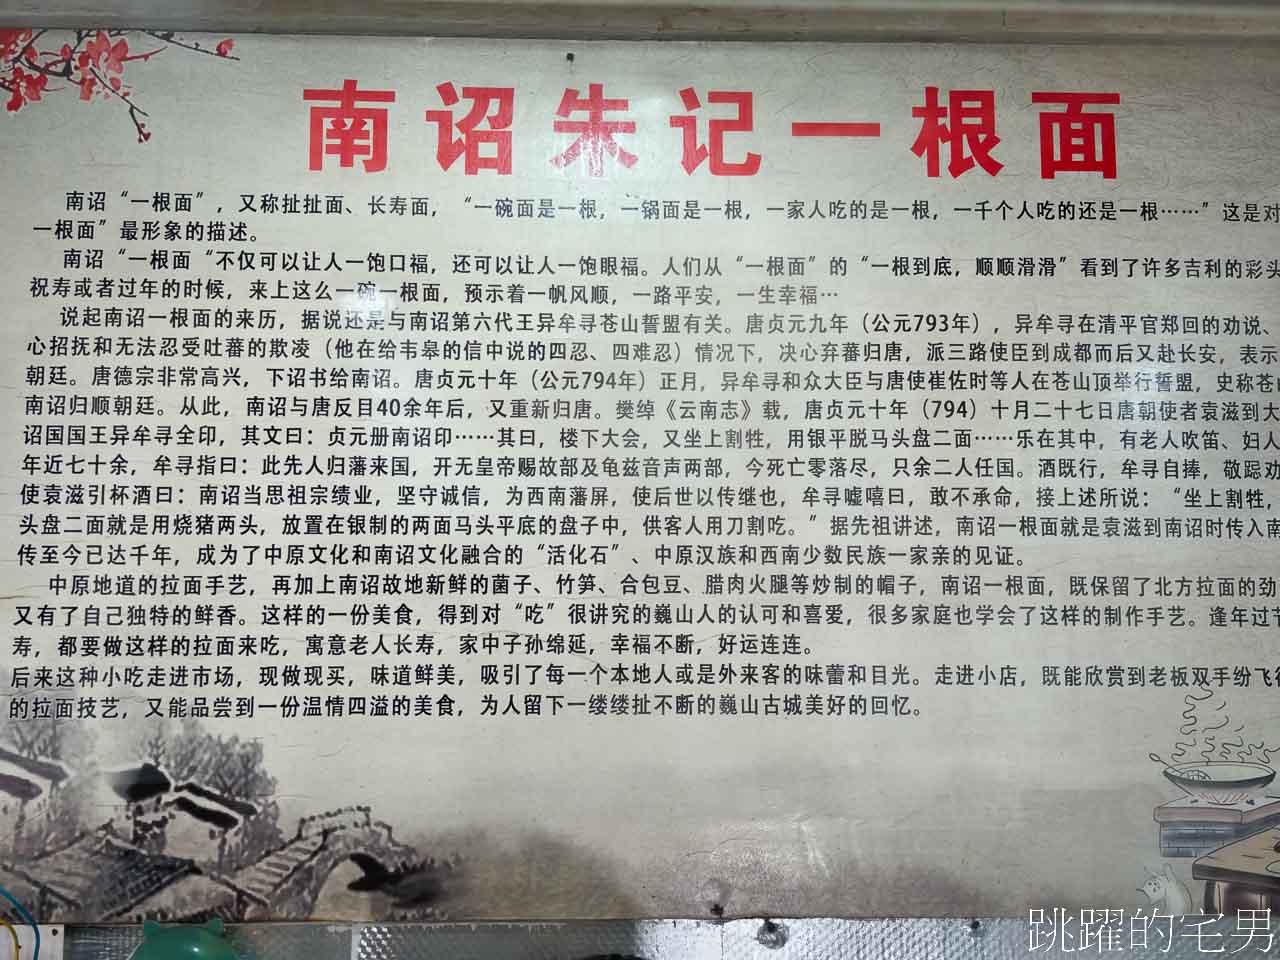 南诏朱记一根面
南诏“一根面”，又称扯扯面、长寿面，“一碗面是一根，一锅面是一根，一家人吃的是一根，一千个人吃的还是一根……”这是对
一根面”最形象的描述。
南诏“一根面“不仅可以让人一饱口福，还可以让人一饱眼福。人们从“一根面”的“一根到底，顺顺滑滑”看到了许多吉利的彩头
祝寿或者过年的时候，来上这么一碗一根面，预示着一帆风顺，一路平安，一生幸福…
说起南诏一根面的来历，据说还是与南诏第六代王异牟寻苍山誓盟有关。唐贞元九年（公元793年），异牟寻在清平官郑回的劝说、
心招抚和无法忍受吐蕃的欺凌（他在给韦皋的信中说的四忍、四难忍）情况下，决心弃蕃归唐，派三路使臣到成都而后又赴长安，表示
朝廷。唐德宗非常高兴，下诏书给南诏。唐贞元十年（公元794年）正月，异牟寻和众大臣与唐使崔佐时等人在苍山顶举行誓盟，史称苍
南诏归顺朝廷。从此，南诏与唐反目40余年后，又重新归唐。樊绰《云南志》载，唐贞元十年（794）十月二十七日唐朝使者袁滋到大
诏国国王异牟寻全印，其文曰：贞元册南诏印……其曰，楼下大会，又坐上割牲，用银平脱马头盘二面……乐在其中，有老人吹笛、妇人
年近七十余，牟寻指曰：此先人归藩来国，开无皇帝赐故部及龟兹音声两部，今死亡零落尽，只余二人任国。酒既行，牟寻自捧，敬跽劝
使袁滋引杯酒曰：南诏当思祖宗绩业，坚守诚信，为西南藩屏，使后世以传继也，牟寻嘘嘻曰，敢不承命，接上述所说：“坐上割牲，
头盘二面就是用烧猪两头，放置在银制的两面马头平底的盘子中，供客人用刀割吃。”据先祖讲述，南诏一根面就是袁滋到南诏时传入南
传至今已达千年，成为了中原文化和南诏文化融合的“活化石”、中原汉族和西南少数民族一家亲的见证。
中原地道的拉面手艺，再加上南诏故地新鲜的菌子、竹笋、合包豆、腊肉火腿等炒制的帽子，南诏一根面，既保留了北方拉面的劲
又有了自己独特的鲜香。这样的一份美食，得到对“吃”很讲究的巍山人的认可和喜爱，很多家庭也学会了这样的制作手艺。逢年过节
寿，都要做这样的拉面来吃，寓意老人长寿，家中子孙绵延，幸福不断，好运连连。
后来这种小吃走进市场，现做现买，味道鲜美，吸引了每一个本地人或是外来客的味蕾和目光。走进小店，既能欣赏到老板双手纷飞
的拉面技艺，又能品尝到一份温情四溢的美食，为人留下一缕缕扯不断的巍山古城美好的回忆。
跳躍的宅男